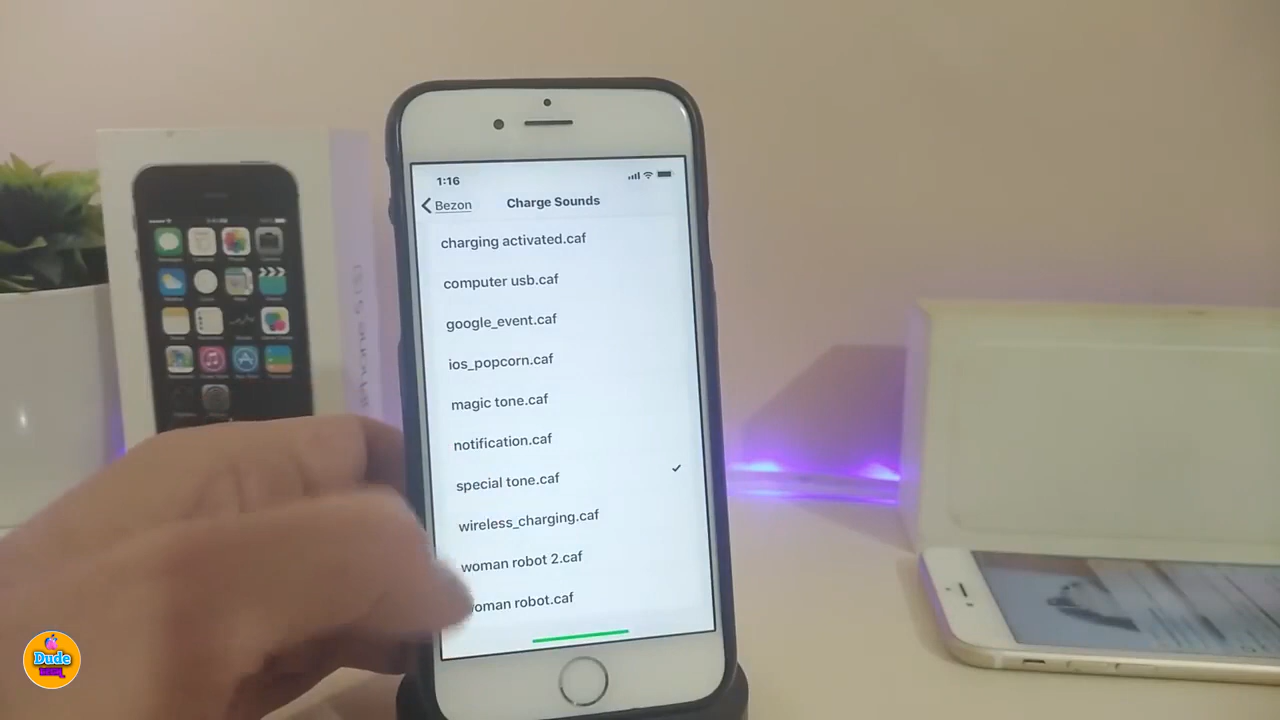 1:16
Bezon
Charge Sounds
charging activated.caf
computer usb.caf
google_event.caf
ios_popcorn.caf
magic tone.caf
notification.caf
special tone.caf
wireless_charging.caf
woman robot 2.caf
woman robot.caf
Dude